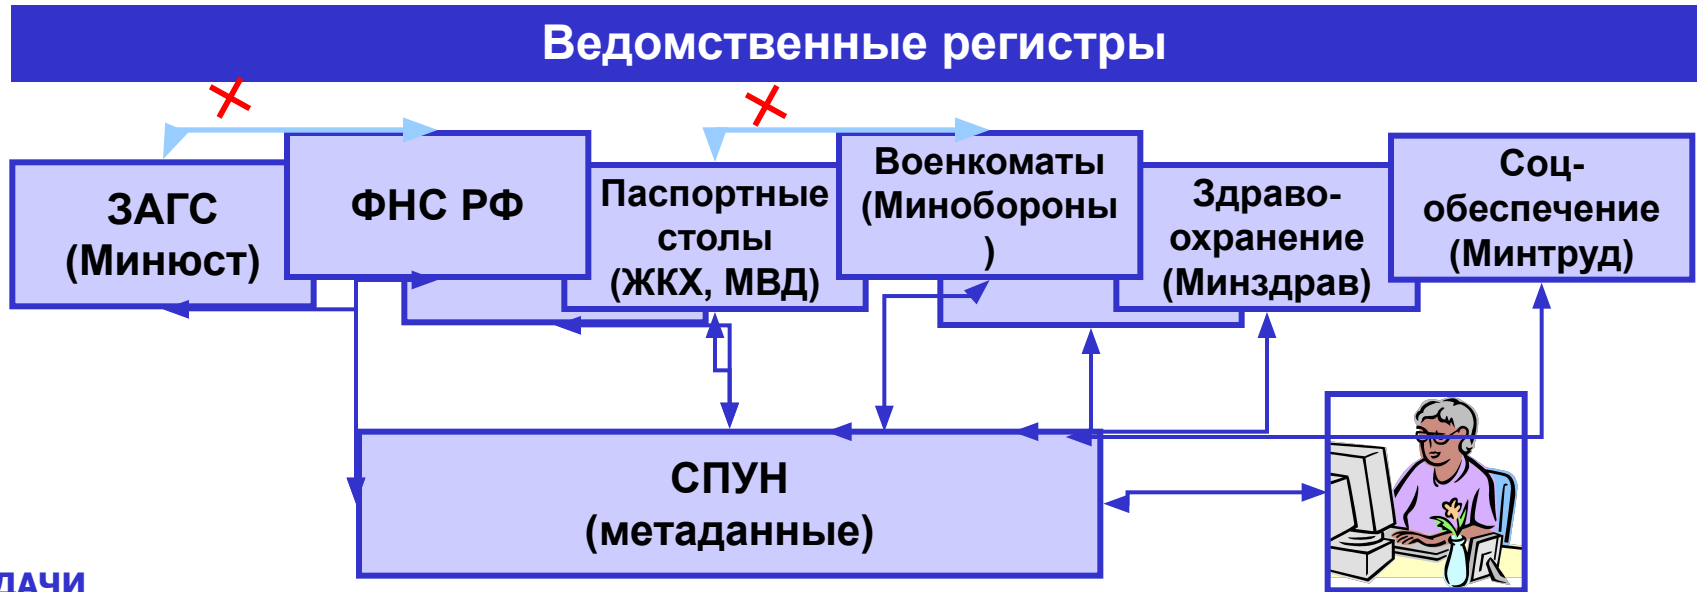 Ведомственные регистры
ЗАГС
(Минюст)
ФНС РФ
Паспортные
столы
(ЖКХ, МВД)
Военкоматы
(Минобороны
)
Здраво-
охранение
(Минздрав)
Соц-
обеспечение
(Минтруд)
СПУН
(метаданные)
ДАЧИ